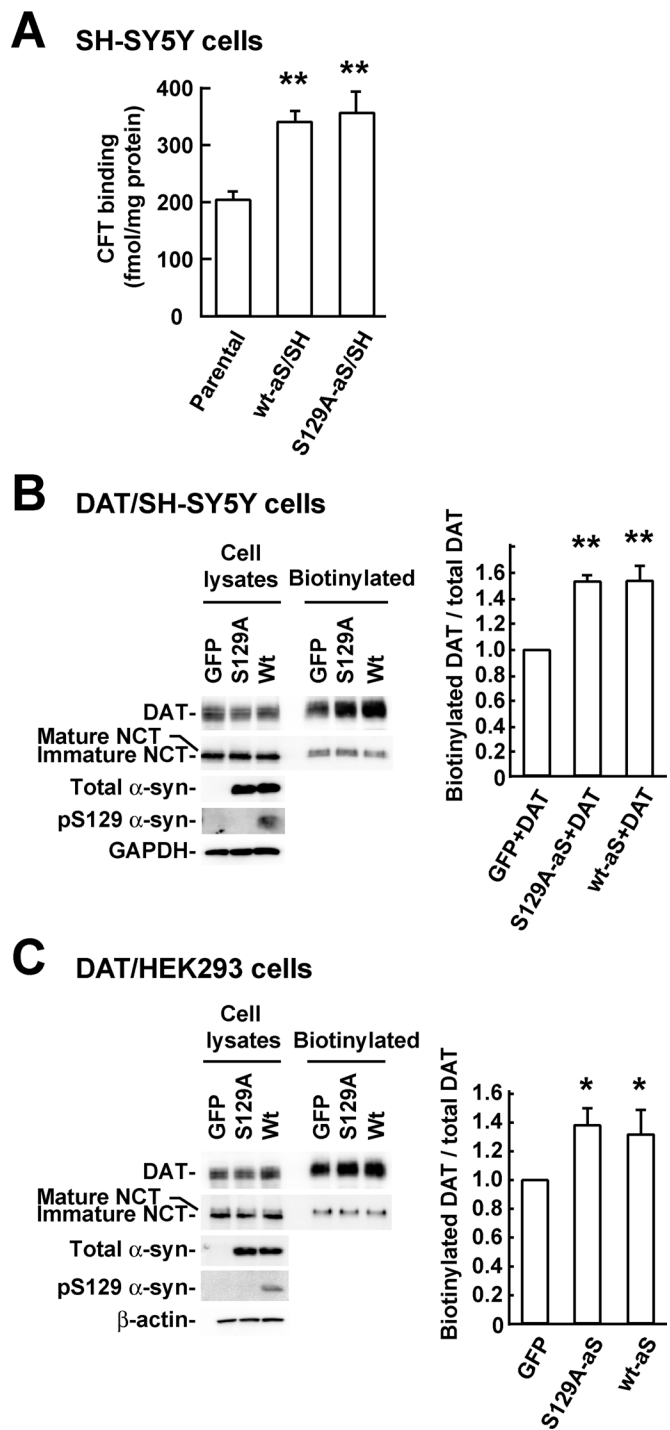 A SH-SY5Y cells
** **
400
300
200
100
0
CFT binding
(fmol/mg protein)
Parental
wt-aS/SH
S129A-aS/SH
B DAT/SH-SY5Y cells
Cell
lysates
Biotinylated
GFP
S129A
Wt
GFP
S129A
Wt
DAT-
Mature NCT
Immature NCT-
Total α-syn-
pS129 α-syn-
GAPDH-
** **
1.6
1.4
1.2
1.0
0.8
0.6
0.4
0.2
0
Biotinylated DAT / total DAT
GFP+DAT
S129A-aS+DAT
wt-aS+DAT
C DAT/HEK293 cells
Cell
lysates
Biotinylated
GFP
S129A
Wt
GFP
S129A
Wt
DAT-
Mature NCT
Immature NCT-
Total α-syn-
pS129 α-syn-
β-actin-
* *
1.6
1.4
1.2
1.0
0.8
0.6
0.4
0.2
0
Biotinylated DAT / total DAT
GFP
S129A-aS
wt-aS